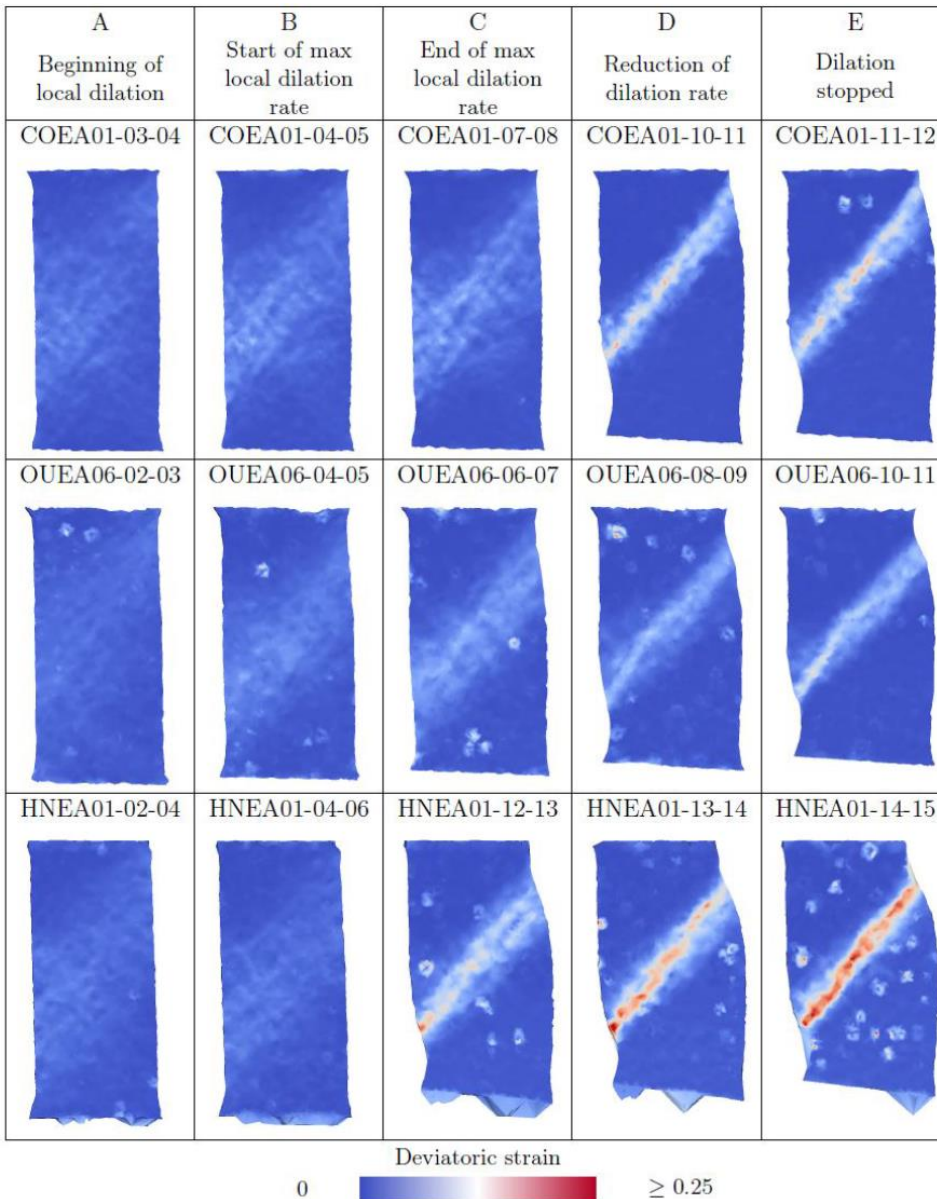 A
B
C
D
E
Beginning of
local dilation
Start of max
local dilation
rate
End of max
local dilation
rate
Reduction of
dilation rate
Dilation
stopped
COEA01-03-04
COEA01-04-05
COEA01-07-08
COEA01-10-11
COEA01-11-12
OUEA06-02-03
OUEA06-04-05
OUEA06-06-07
OUEA06-08-09
OUEA06-10-11
HNEA01-02-04
HNEA01-04-06
HNEA01-12-13
HNEA01-13-14
HNEA01-14-15
Deviatoric strain
0
≥ 0.25